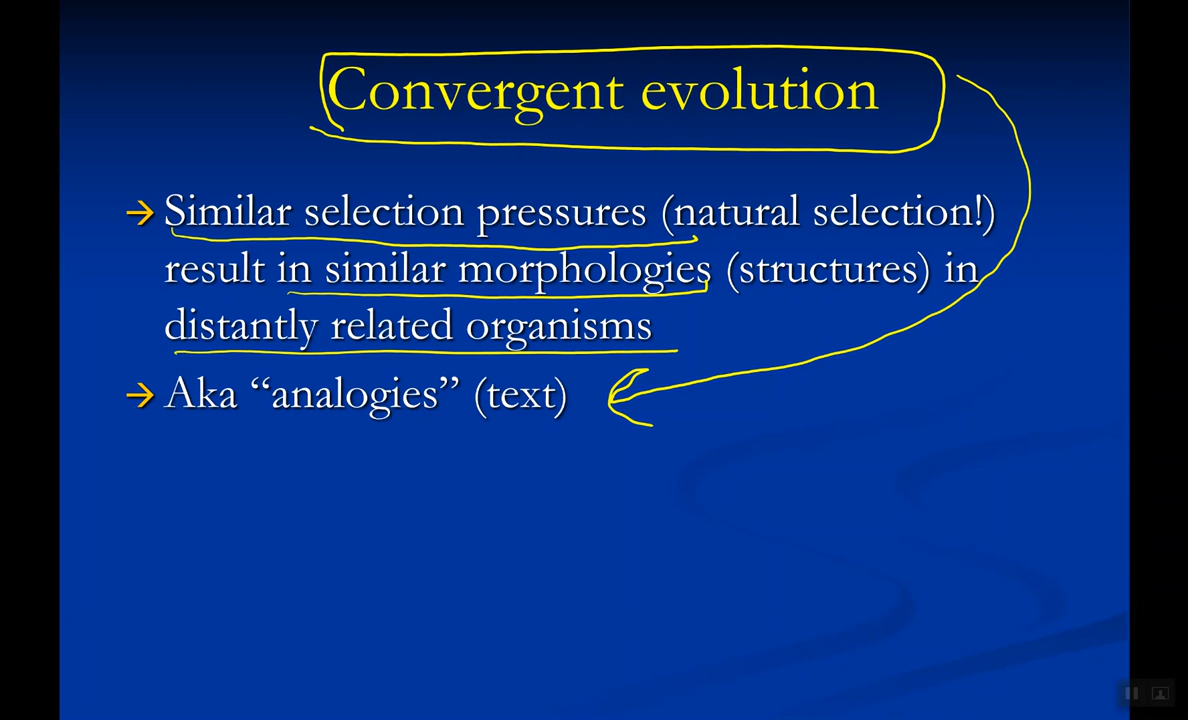 Convergent evolution
→ Similar selection pressures (natural selection!)
result in similar morphologies (structures) in
distantly related organisms
→ Aka “analogies” (text)